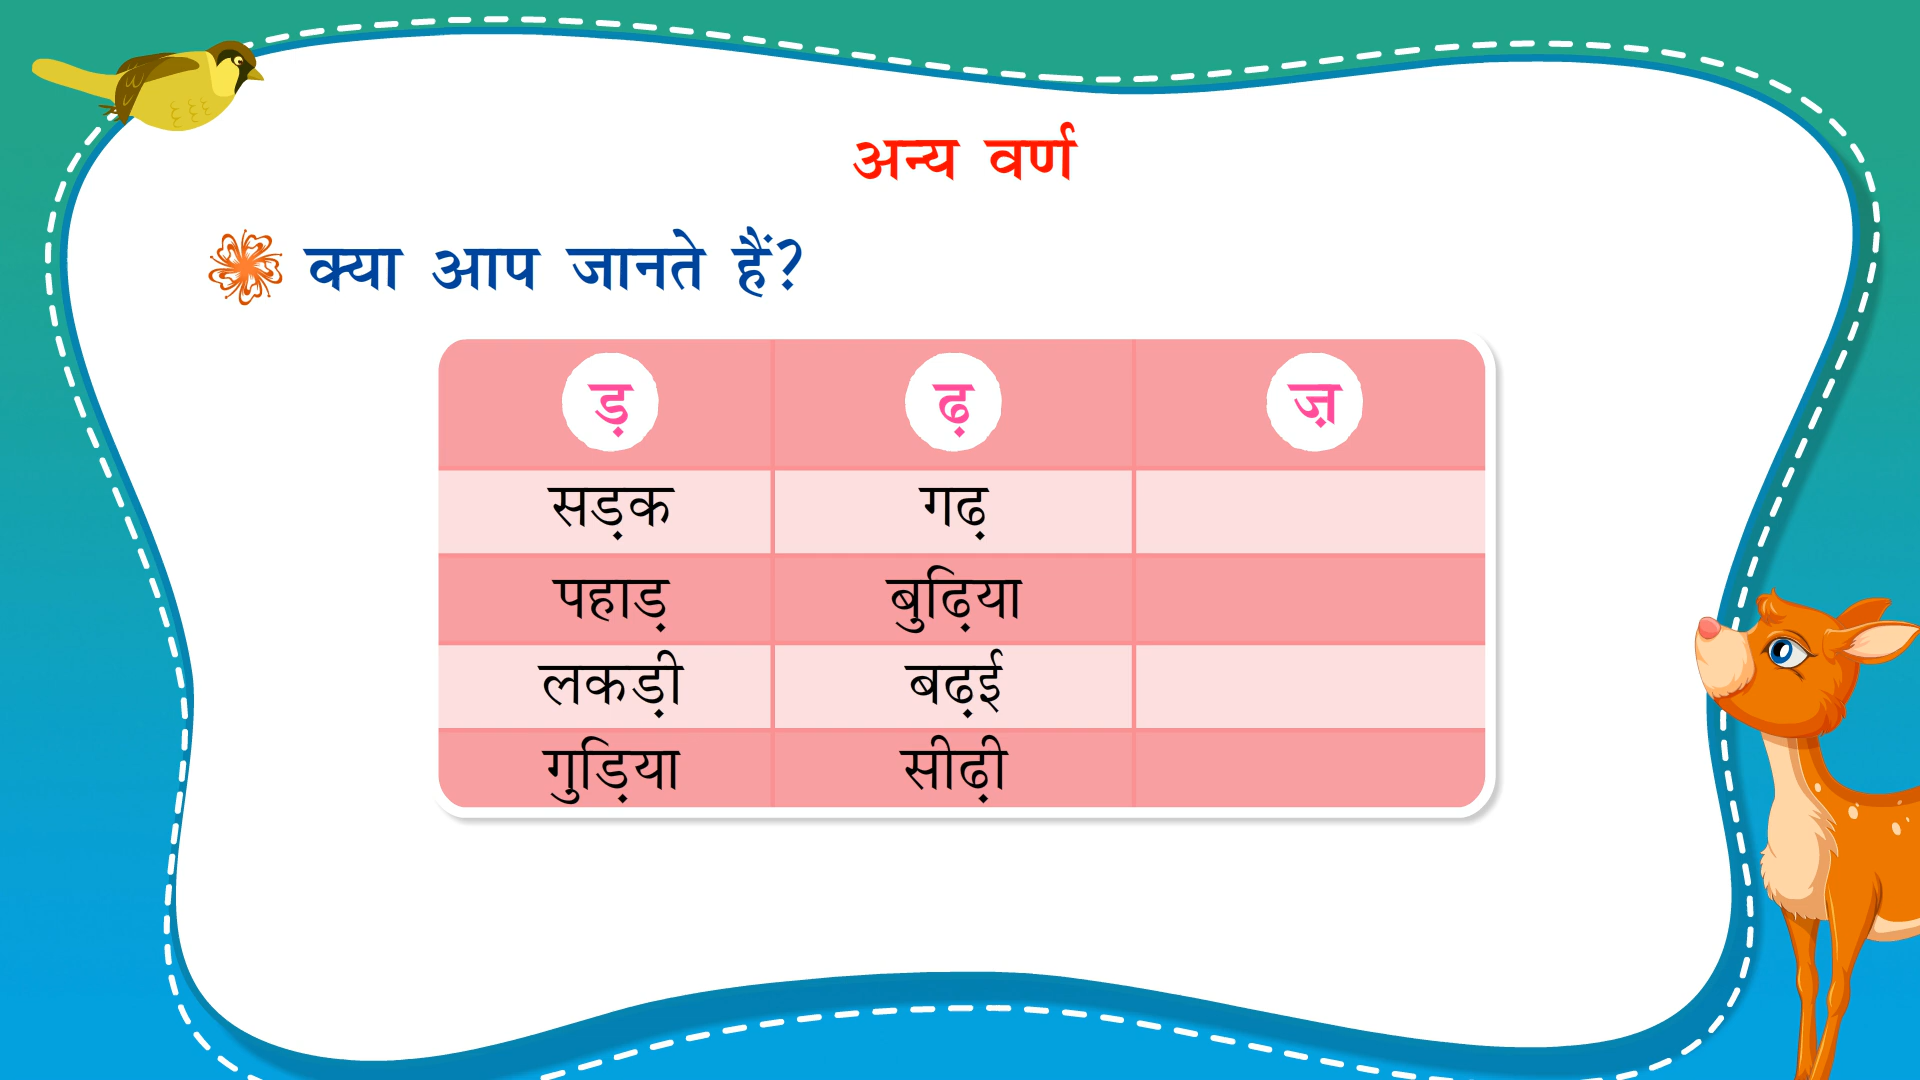 अन्य वर्ण
क्या आप जानते हैं?
ड़ ढ़ ज़
सड़क गढ़
पहाड़ बुढ़िया
लकड़ी बढ़ई
गुड़िया सीढ़ी